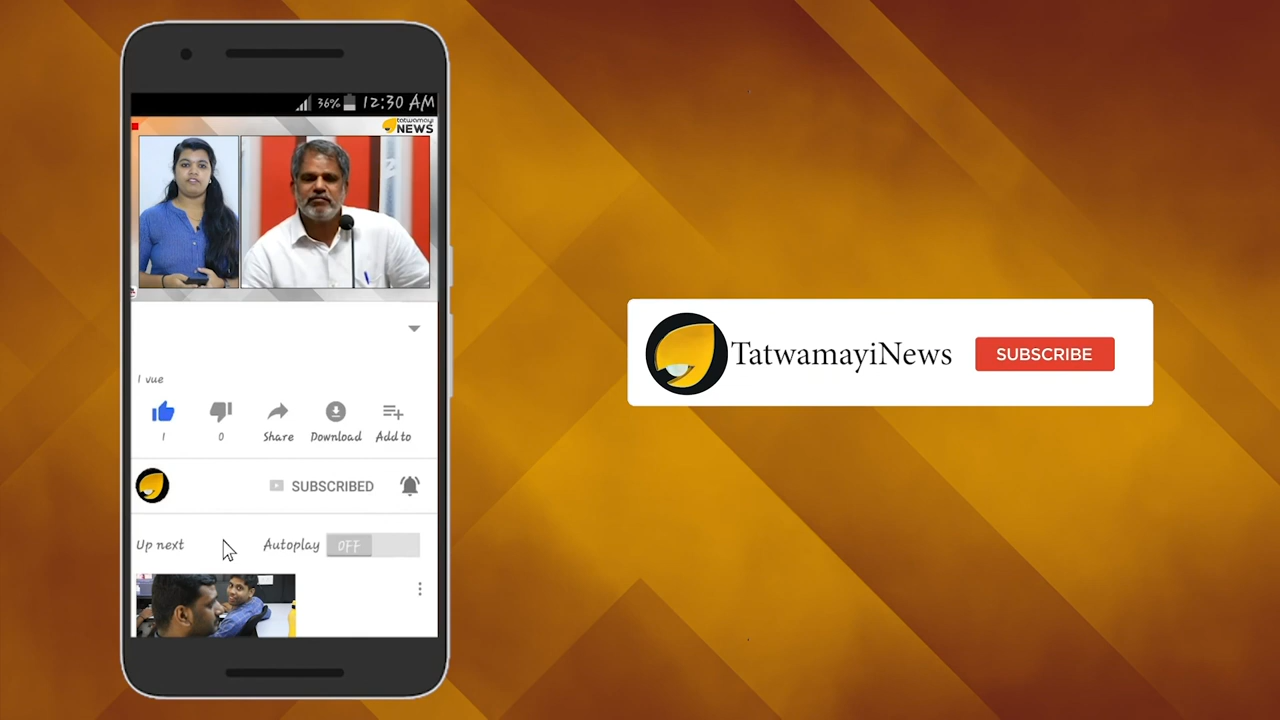 36% 12:30 AM
tatwamayi
NEWS
1 vue
1
0
Share
Download
Add to
SUBSCRIBED
Up next
Autoplay
OFF
TatwamayiNews
SUBSCRIBE